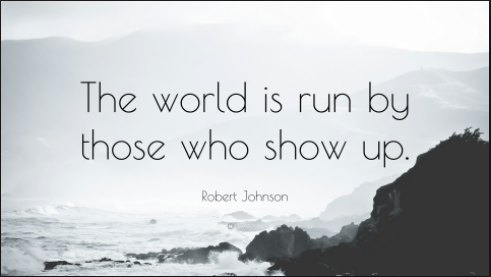 The world is run by
those who show up.
Robert Johnson